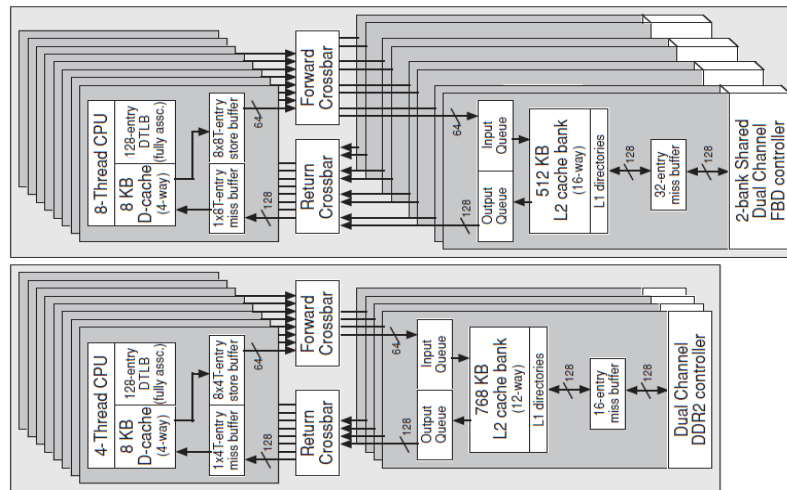 4-Thread CPU
8 KB
D-cache
(4-way)
128-entry
DTLB
(fully assc.)
1x4T-entry
miss buffer
8x4T-entry
store buffer
128
64
Return
Crossbar
Forward
Crossbar
128
64
Output
Queue
Input
Queue
768 KB
L2 cache bank
(12-way)
L1 directories
128
16-entry
miss buffer
128
Dual Channel
DDR2 controller
8-Thread CPU
8 KB
D-cache
(4-way)
128-entry
DTLB
(fully assc.)
1x8T-entry
miss buffer
8x8T-entry
store buffer
128
64
Return
Crossbar
Forward
Crossbar
128
64
Output
Queue
Input
Queue
512 KB
L2 cache bank
(16-way)
L1 directories
128
32-entry
miss buffer
128
2-bank Shared
Dual Channel
FBD controller